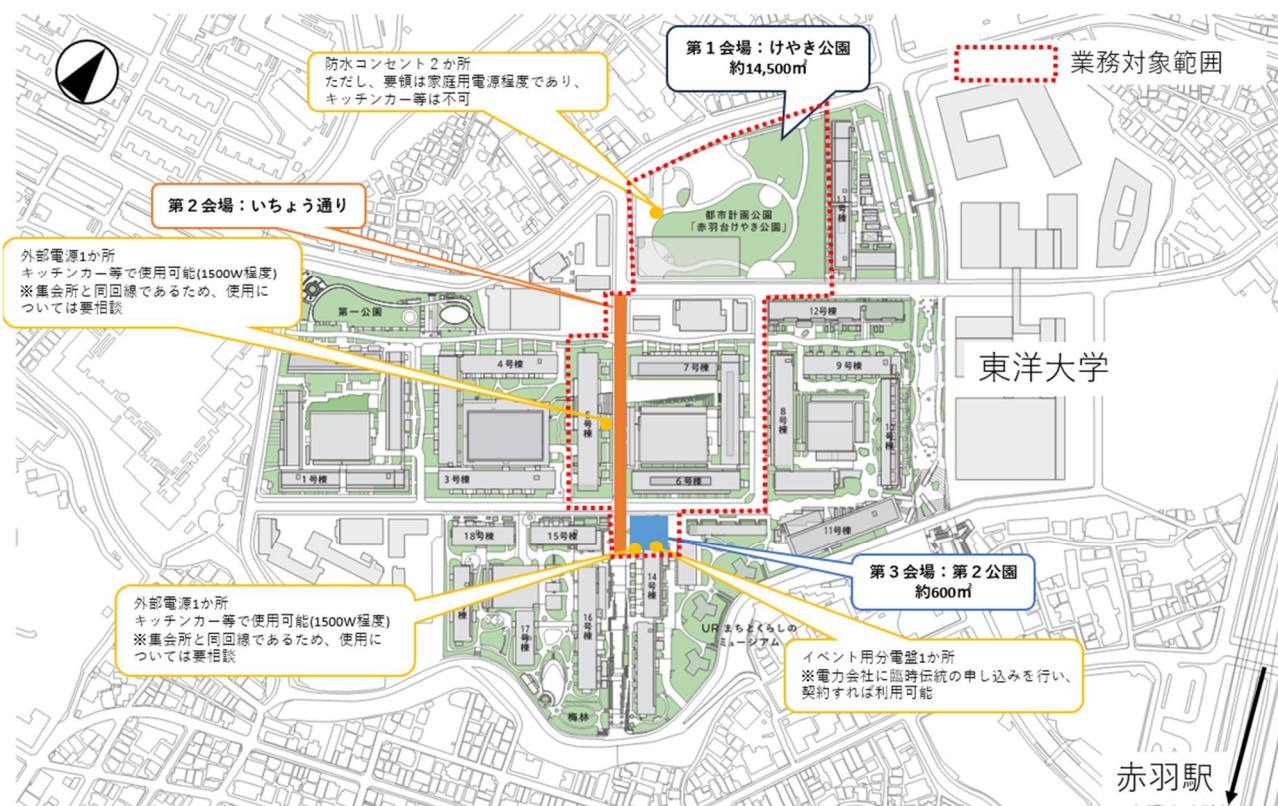 第1会場：けやき公園
約14,500㎡
業務対象範囲
防水コンセント２か所
ただし、要領は家庭用電源程度であり、
キッチンカー等は不可
第２会場：いちょう通り
都市計画公園
「赤羽台けやき公園」
13号棟
外部電源1か所
キッチンカー等で使用可能(1500W程度)
※集会所と同回線であるため、使用に
ついては要相談
第一公園
12号棟
東洋大学
4号棟
7号棟
9号棟
5号棟
8号棟
10号棟
1号棟
3号棟
6号棟
18号棟
15号棟
11号棟
第３会場：第２公園
約600㎡
14号棟
16号棟
17号棟
棟
外部電源1か所
キッチンカー等で使用可能(1500W程度)
※集会所と同回線であるため、使用に
ついては要相談
UR まちとくらしの
ミュージアム
イベント用分電盤1か所
※電力会社に臨時伝統の申し込みを行い、
契約すれば利用可能
梅林
赤羽駅